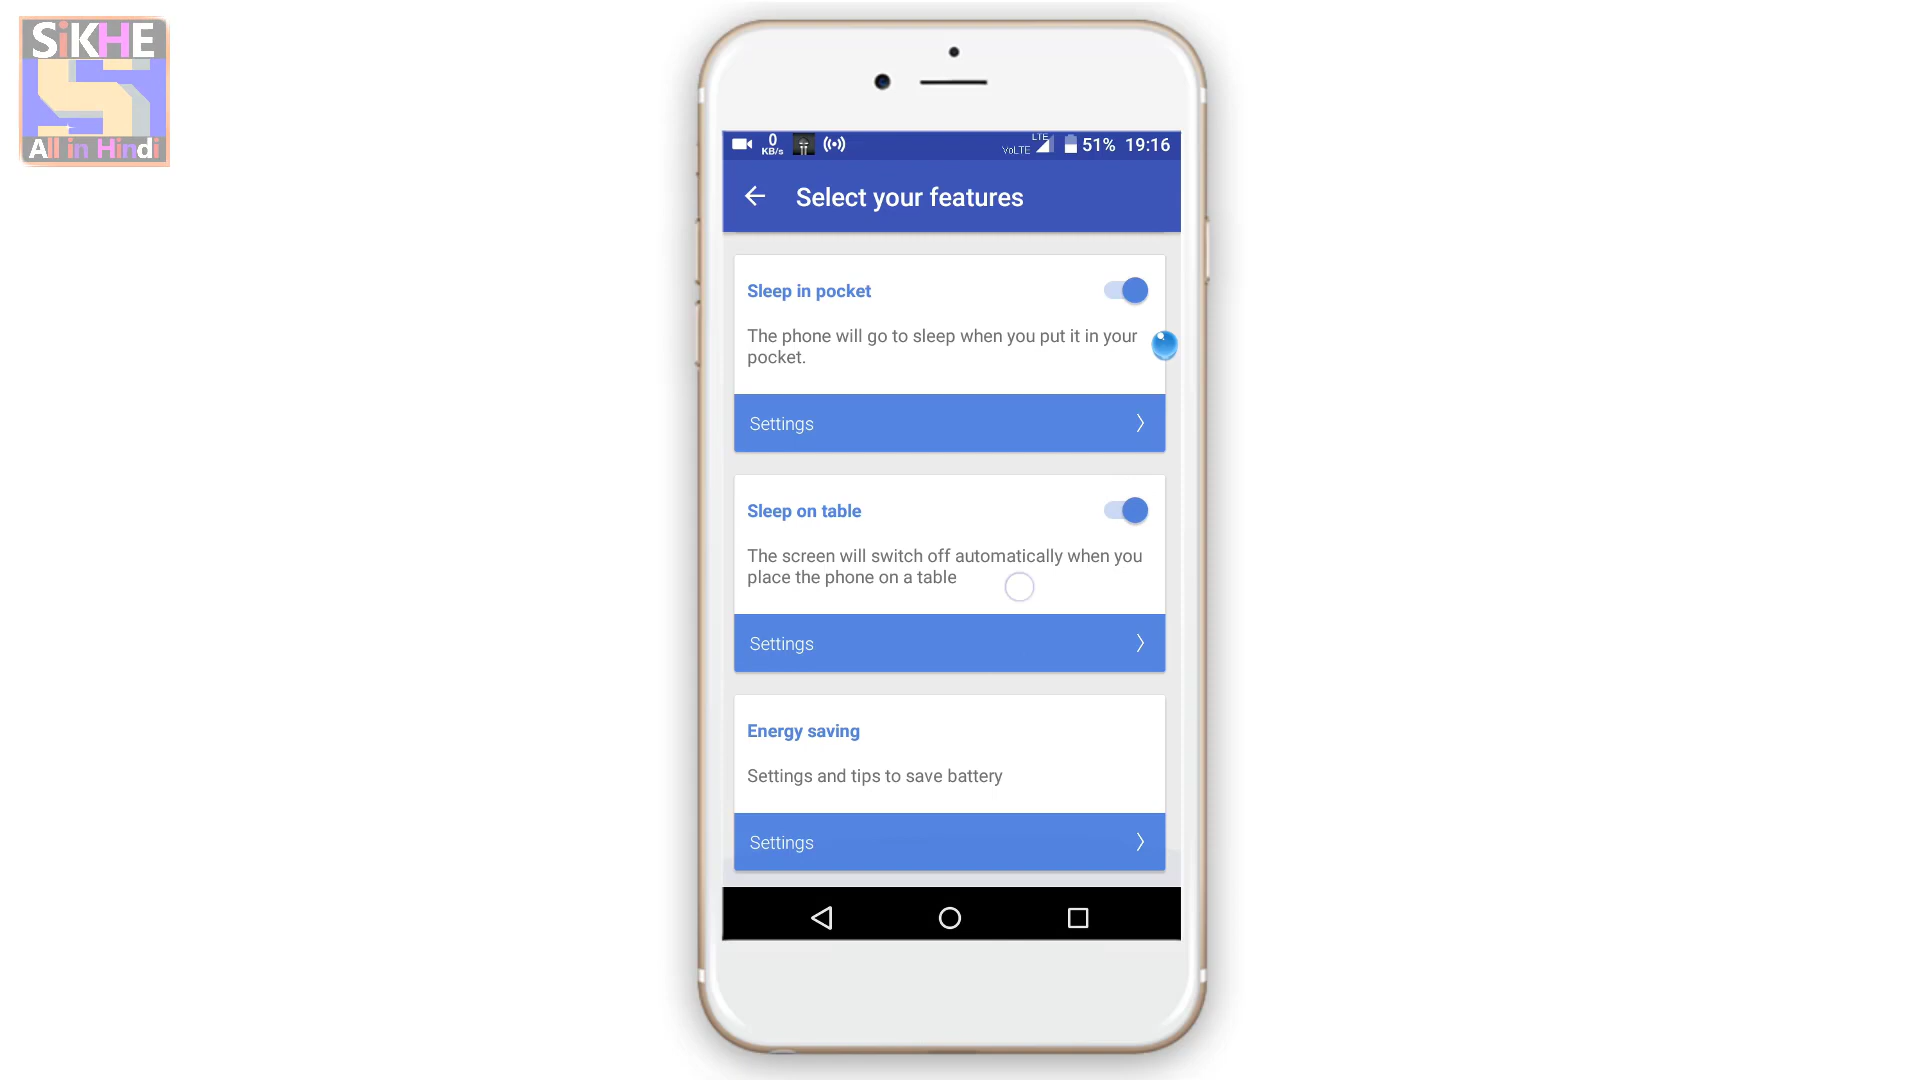 SiKHE
All in Hindi
0
KB/s
LTE
VoLTE
51% 19:16
Select your features
Sleep in pocket
The phone will go to sleep when you put it in your
pocket.
Settings
Sleep on table
The screen will switch off automatically when you
place the phone on a table
Settings
Energy saving
Settings and tips to save battery
Settings